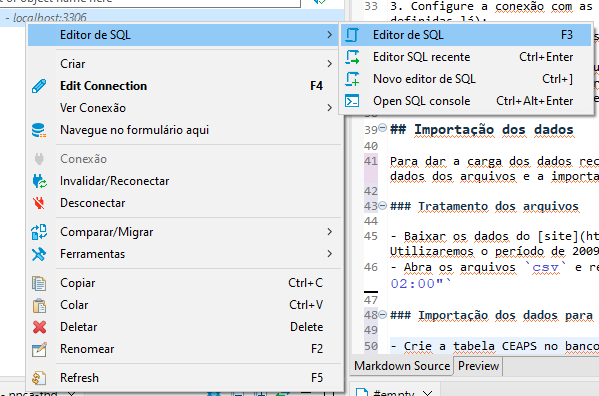 t or object name here
- localhost:3306
Editor de SQL
Criar
Edit Connection F4
Ver Conexão
Navegue no formulário aqui
Conexão
Invalidar/Reconectar
Desconectar
Comparar/Migrar
Ferramentas
Copiar Ctrl+C
Colar Ctrl+V
Deletar Delete
Renomear F2
Refresh F5
Editor de SQL F3
Editor SQL recente Ctrl+Enter
Novo editor de SQL Ctrl+]
Open SQL console Ctrl+Alt+Enter
33 3. Configure a conexão com as
definidas lá):
39 ## Importação dos dados
40
41 Para dar a carga dos dados rec
dados dos arquivos e a importa
42
43 ### Tratamento dos arquivos
44
45 - Baixar os dados do [site](ht
Utilizaremos o período de 2009
46 - Abra os arquivos `csv` e re
02:00"`
47
48 ### Importação dos dados para
49
50 - Crie a tabela CEAPS no banco
Markdown Source Preview
#empty